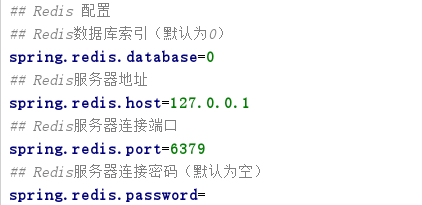 ## Redis 配置
## Redis数据库索引（默认为0）
spring.redis.database=0
## Redis服务器地址
spring.redis.host=127.0.0.1
## Redis服务器连接端口
spring.redis.port=6379
## Redis服务器连接密码（默认为空）
spring.redis.password=